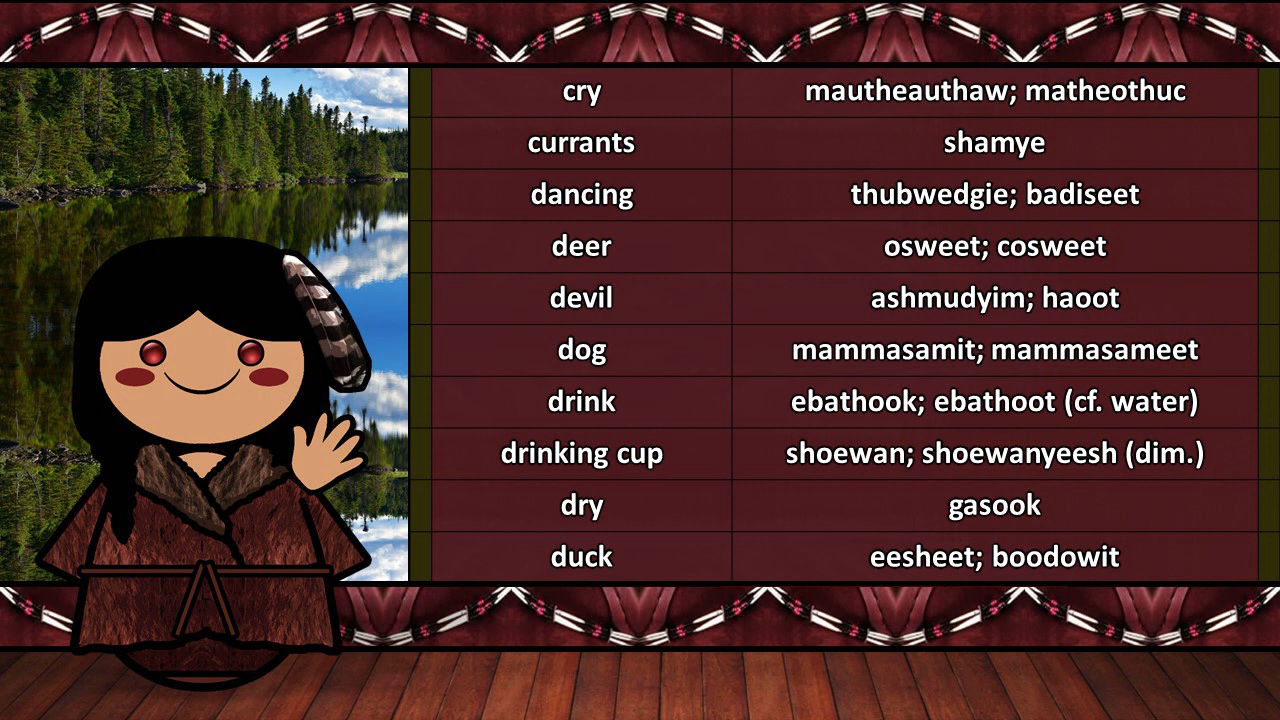 cry mautheauthaw; matheothuc
currants shamye
dancing thubwedgie; badiseet
deer osweet; cosweet
devil ashmudyim; haoot
dog mammasamit; mammasameet
drink ebathook; ebathoot (cf. water)
drinking cup shoewan; shoewanyeesh (dim.)
dry gasook
duck eesheet; boodowit